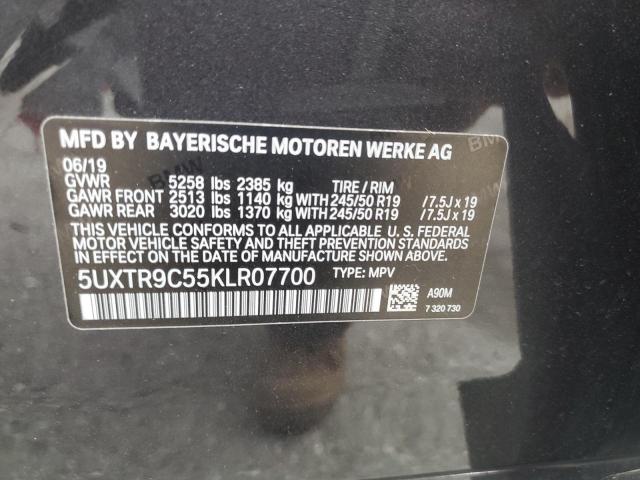 MFD BY BAYERISCHE MOTOREN WERKE AG
06/19
GVWR 5258 lbs 2385 kg TIRE / RIM
GAWR FRONT 2513 lbs 1140 kg WITH 245/50 R19 / 7.5J x 19
GAWR REAR 3020 lbs 1370 kg WITH 245/50 R19 / 7.5J x 19
THIS VEHICLE CONFORMS TO ALL APPLICABLE U. S. FEDERAL
MOTOR VEHICLE SAFETY, BUMPER, AND THEFT PREVENTION
STANDARDS IN EFFECT ON THE DATE OF MANUFACTURE SHOWN ABOVE.
5UXTR9C55KLR07700 TYPE: MPV
A90M
7 320 730